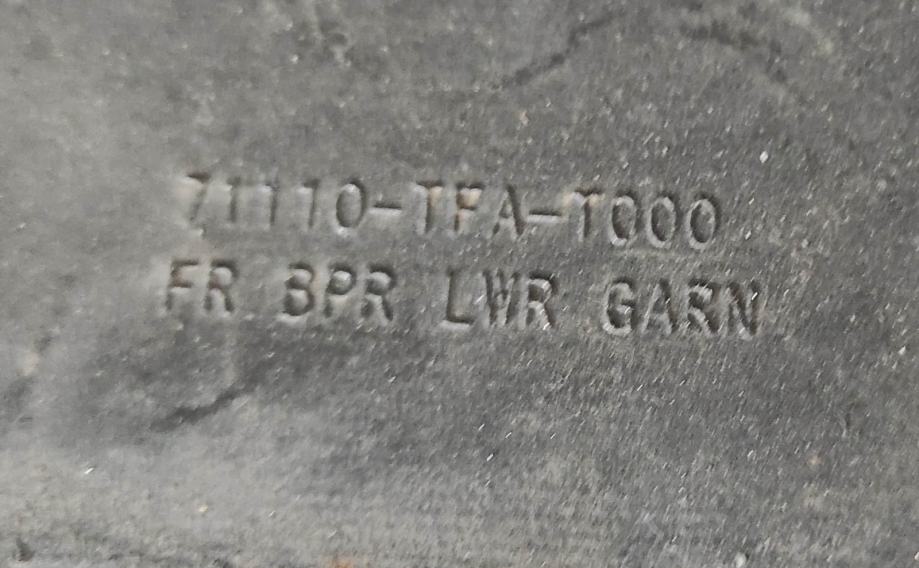 71110-TFA-T000
FR BPR LWR GARN